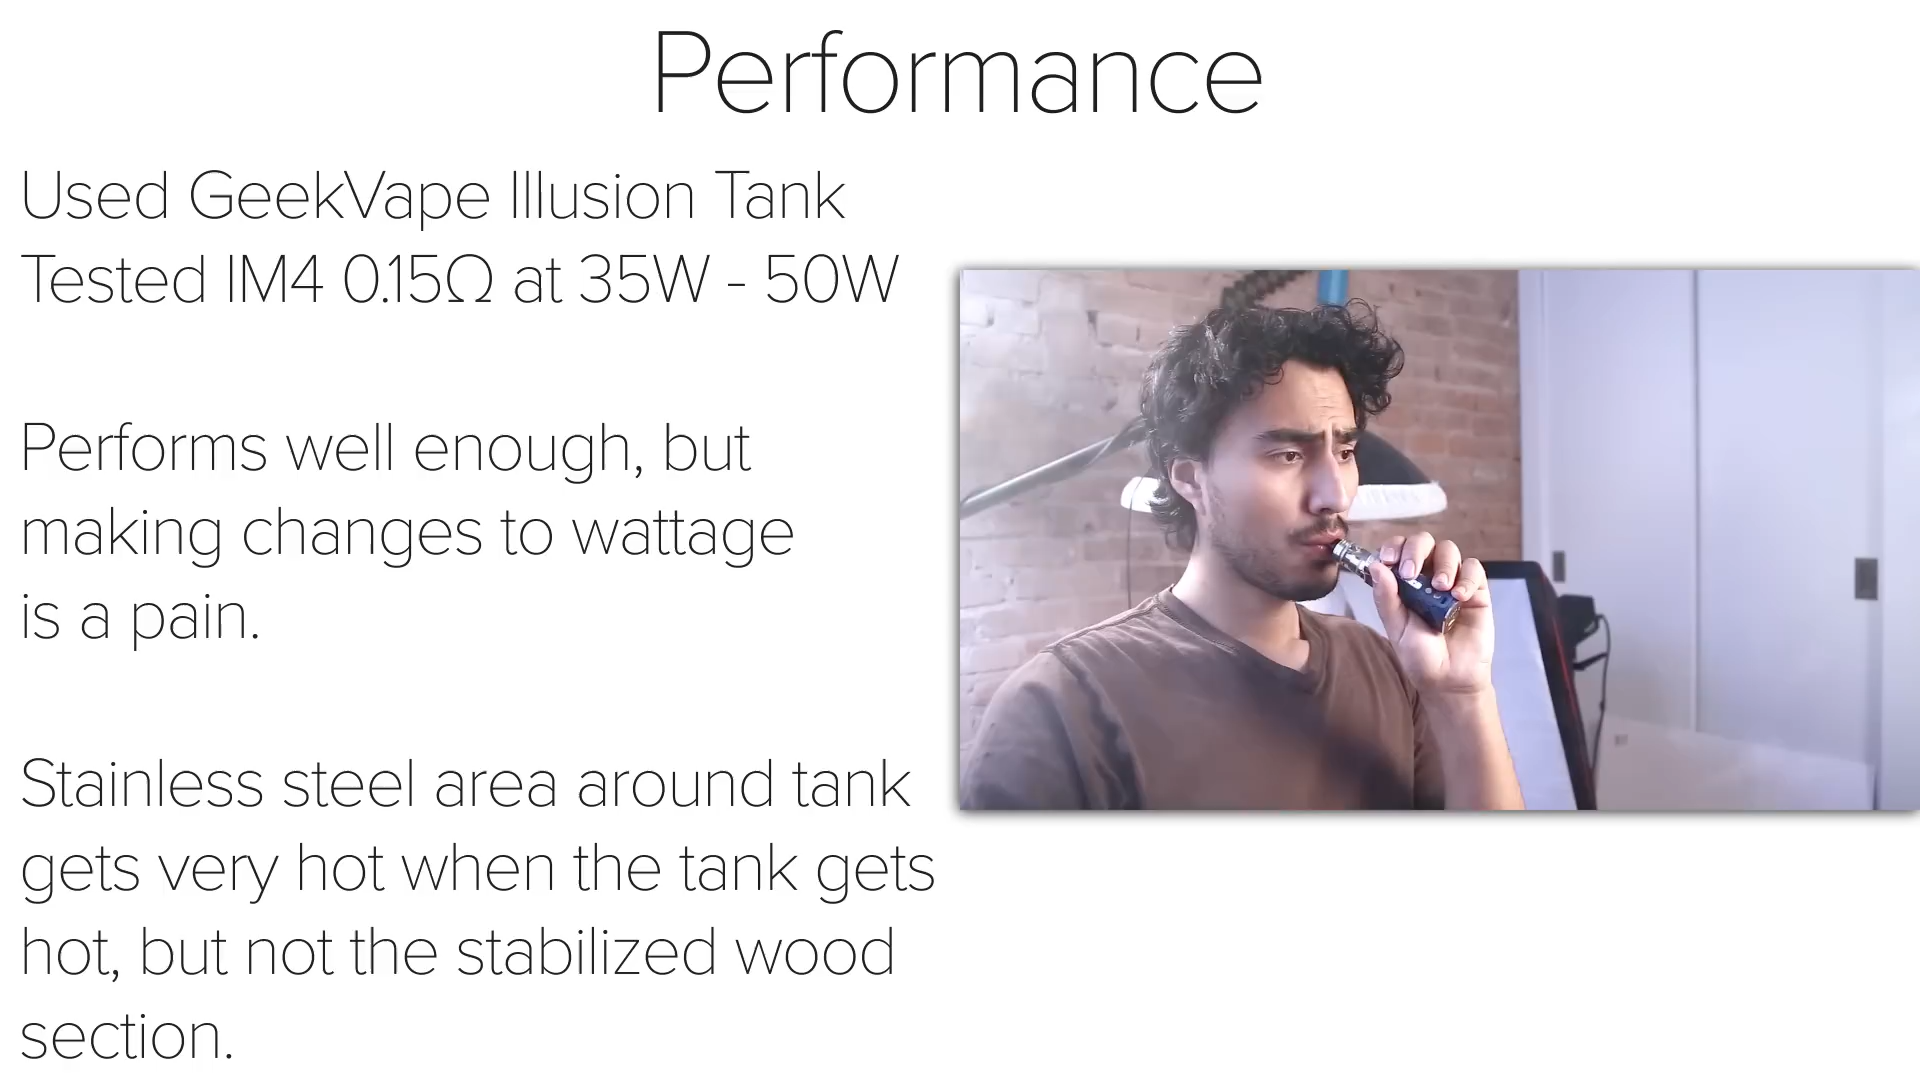 Performance
Used GeekVape Illusion Tank
Tested IM4 0.15Ω at 35W - 50W
Performs well enough, but
making changes to wattage
is a pain.
Stainless steel area around tank
gets very hot when the tank gets
hot, but not the stabilized wood
section.